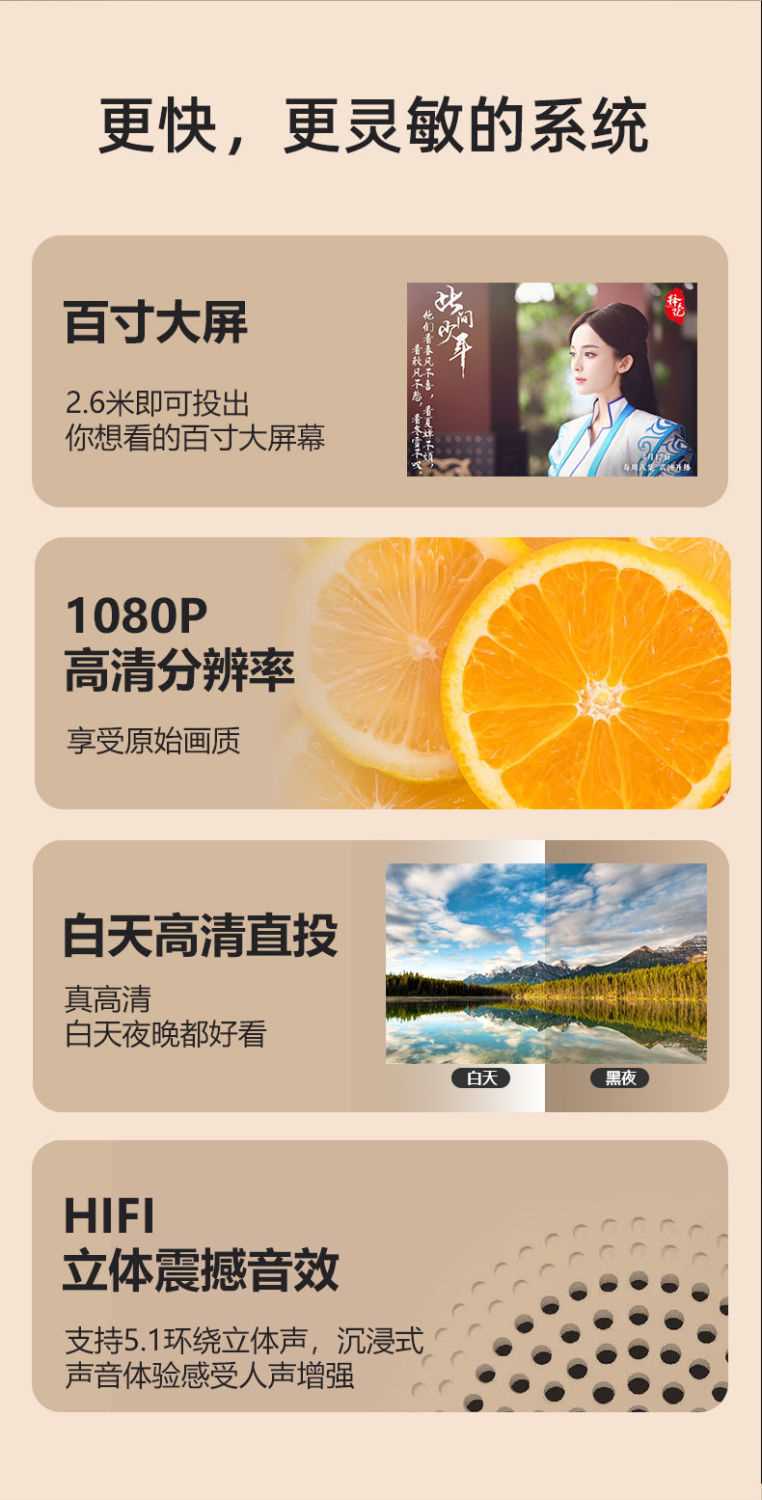 更快，更灵敏的系统
百寸大屏
2.6米即可投出
你想看的百寸大屏幕
此间少年
他们看春风不喜，看夏蝉不烦，
看秋风不愁，看冬雪不叹，
1080P
高清分辨率
享受原始画质
白天高清直投
真高清
白天夜晚都好看
白天
黑夜
HIFI
立体震撼音效
支持5.1环绕立体声，沉浸式
声音体验感受人声增强